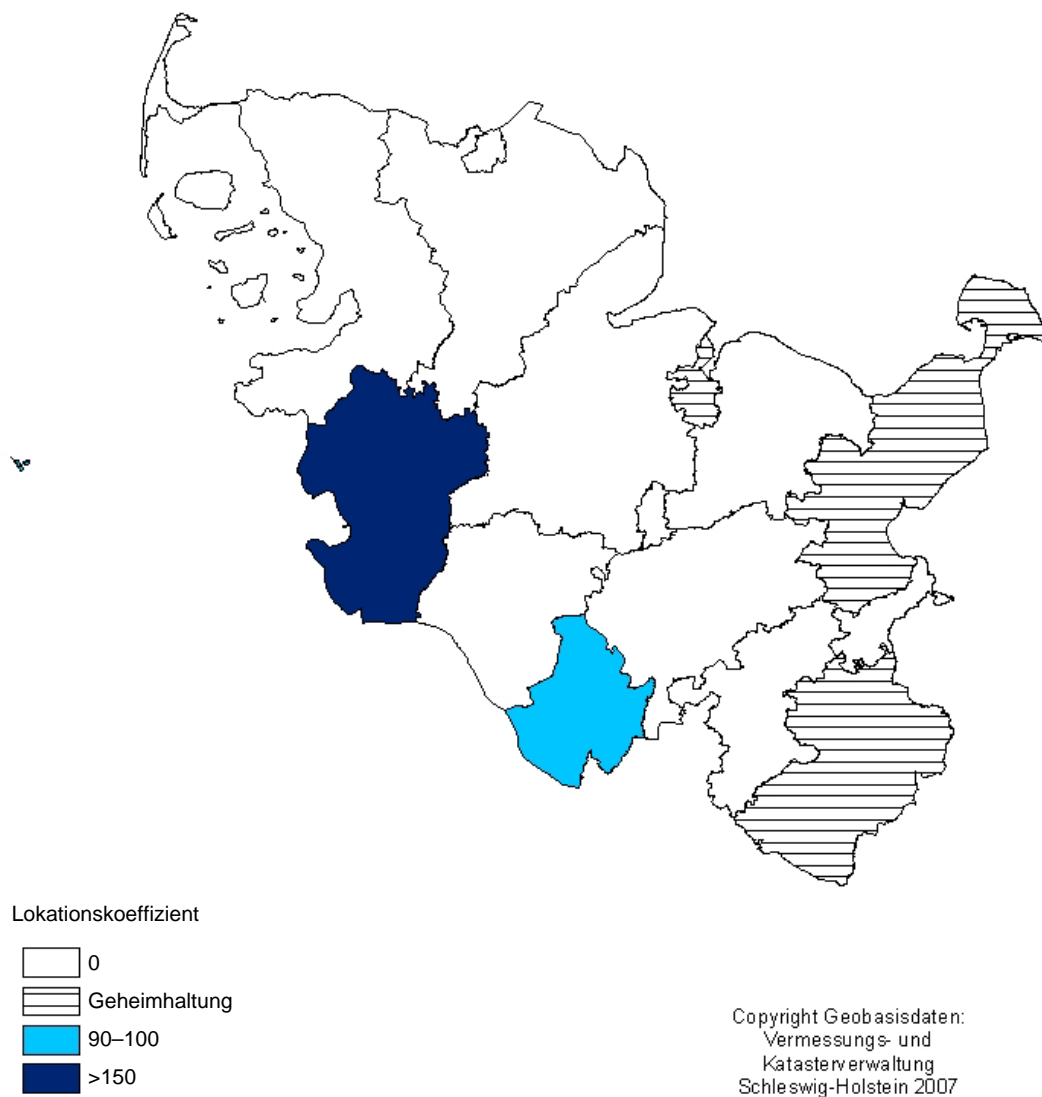 Lokationskoeffizient
0
Geheimhaltung
90–100
>150
Copyright Geobasisdaten:
Vermessungs- und
Katasterverwaltung
Schleswig-Holstein 2007